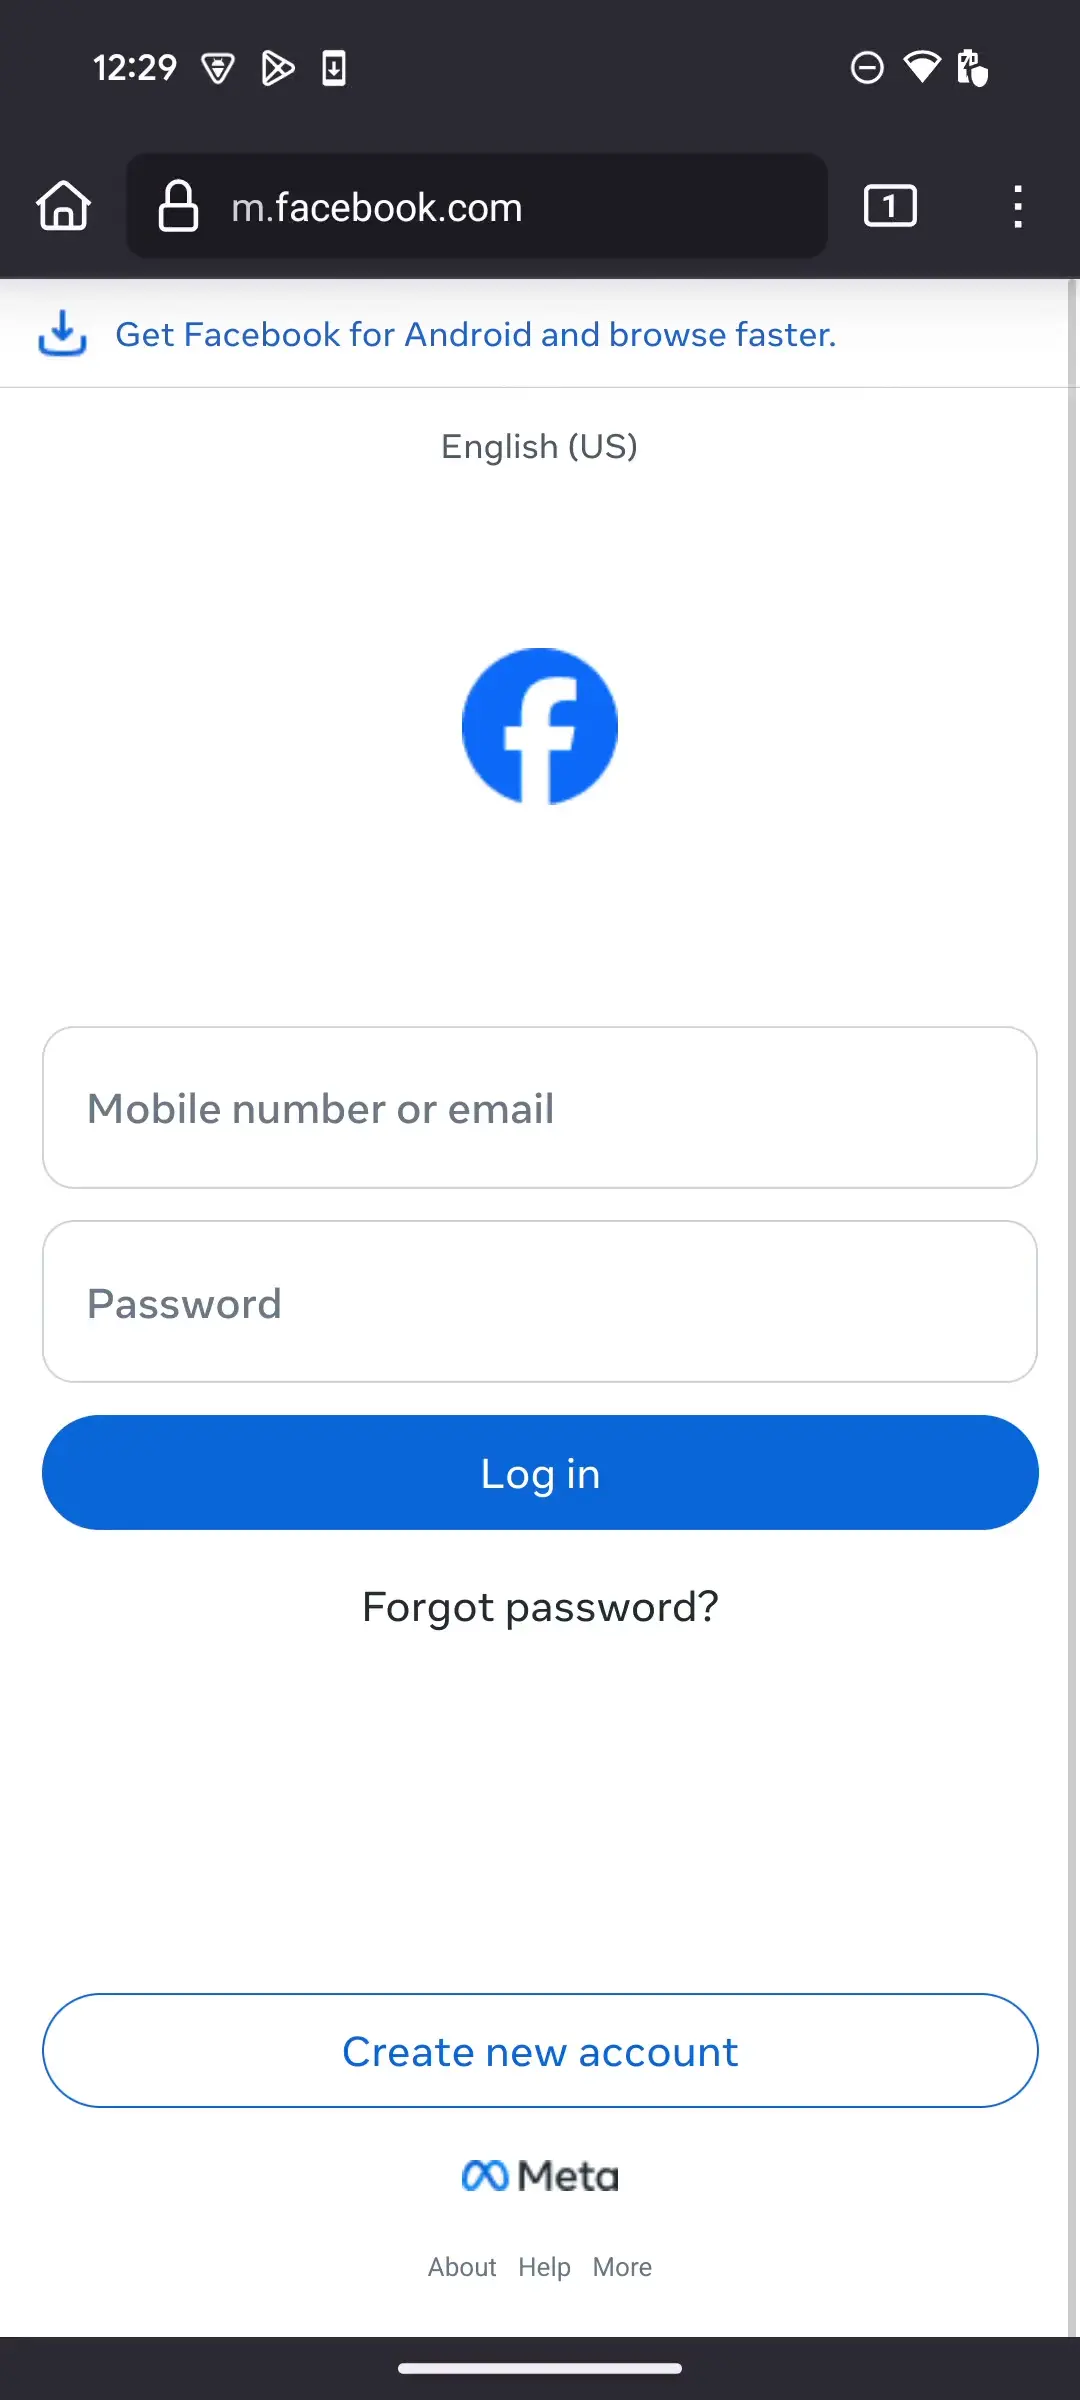 12:29
m.facebook.com
1
Get Facebook for Android and browse faster.
English (US)
Mobile number or email
Password
Log in
Forgot password?
Create new account
Meta
About Help More